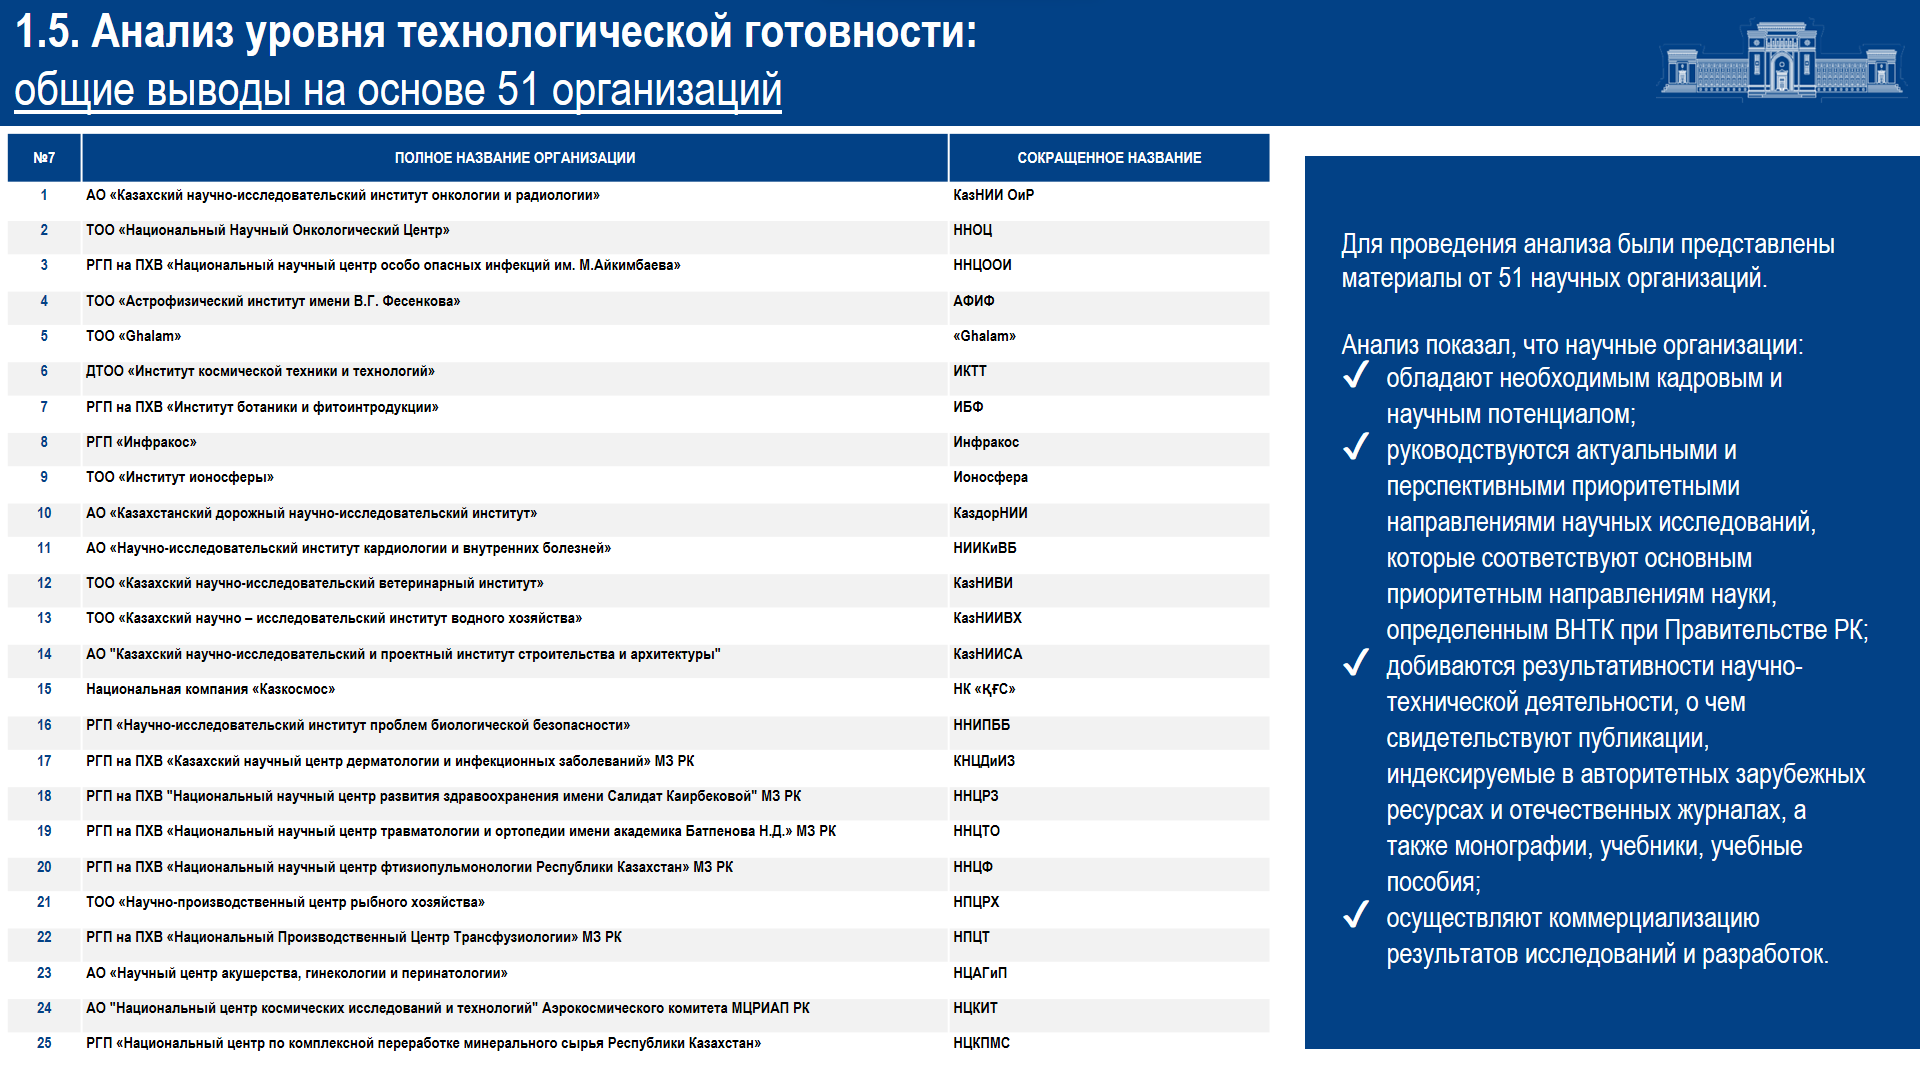 1.5. Анализ уровня технологической готовности:
общие выводы на основе 51 организаций
№7 ПОЛНОЕ НАЗВАНИЕ ОРГАНИЗАЦИИ СОКРАЩЕННОЕ НАЗВАНИЕ
1 АО «Казахский научно-исследовательский институт онкологии и радиологии» КазНИИ ОиР
2 ТОО «Национальный Научный Онкологический Центр» ННОЦ
3 РГП на ПХВ «Национальный научный центр особо опасных инфекций им. М.Айкимбаева» ННЦООИ
4 ТОО «Астрофизический институт имени В.Г. Фесенкова» АФИФ
5 ТОО «Ghalam» «Ghalam»
6 ДТОО «Институт космической техники и технологий» ИКТТ
7 РГП на ПХВ «Институт ботаники и фитоинтродукции» ИБФ
8 РГП «Инфракос» Инфракос
9 ТОО «Институт ионосферы» Ионосфера
10 АО «Казахстанский дорожный научно-исследовательский институт» КаздорНИИ
11 АО «Научно-исследовательский институт кардиологии и внутренних болезней» НИИКиВБ
12 ТОО «Казахский научно-исследовательский ветеринарный институт» КазНИВИ
13 ТОО «Казахский научно – исследовательский институт водного хозяйства» КазНИИВХ
14 АО "Казахский научно-исследовательский и проектный институт строительства и архитектуры" КазНИИСА
15 Национальная компания «Казкосмос» НК «ҚҒС»
16 РГП «Научно-исследовательский институт проблем биологической безопасности» ННИПББ
17 РГП на ПХВ «Казахский научный центр дерматологии и инфекционных заболеваний» МЗ РК КНЦДиИЗ
18 РГП на ПХВ "Национальный научный центр развития здравоохранения имени Салидат Каирбековой" МЗ РК ННЦРЗ
19 РГП на ПХВ «Национальный научный центр травматологии и ортопедии имени академика Батпенова Н.Д.» МЗ РК ННЦТО
20 РГП на ПХВ «Национальный научный центр фтизиопульмонологии Республики Казахстан» МЗ РК ННЦФ
21 ТОО «Научно-производственный центр рыбного хозяйства» НПЦРХ
22 РГП на ПХВ «Национальный Производственный Центр Трансфузиологии» МЗ РК НПЦТ
23 АО «Научный центр акушерства, гинекологии и перинатологии» НЦАГиП
24 АО "Национальный центр космических исследований и технологий" Аэрокосмического комитета МЦРИАП РК НЦКИТ
25 РГП «Национальный центр по комплексной переработке минерального сырья Республики Казахстан» НЦКПМС
Для проведения анализа были представлены
материалы от 51 научных организаций.
Анализ показал, что научные организации:
✓ обладают необходимым кадровым и
научным потенциалом;
✓ руководствуются актуальными и
перспективными приоритетными
направлениями научных исследований,
которые соответствуют основным
приоритетным направлениям науки,
определенным ВНТК при Правительстве РК;
✓ добиваются результативности научно-
технической деятельности, о чем
свидетельствуют публикации,
индексируемые в авторитетных зарубежных
ресурсах и отечественных журналах, а
также монографии, учебники, учебные
пособия;
✓ осуществляют коммерциализацию
результатов исследований и разработок.